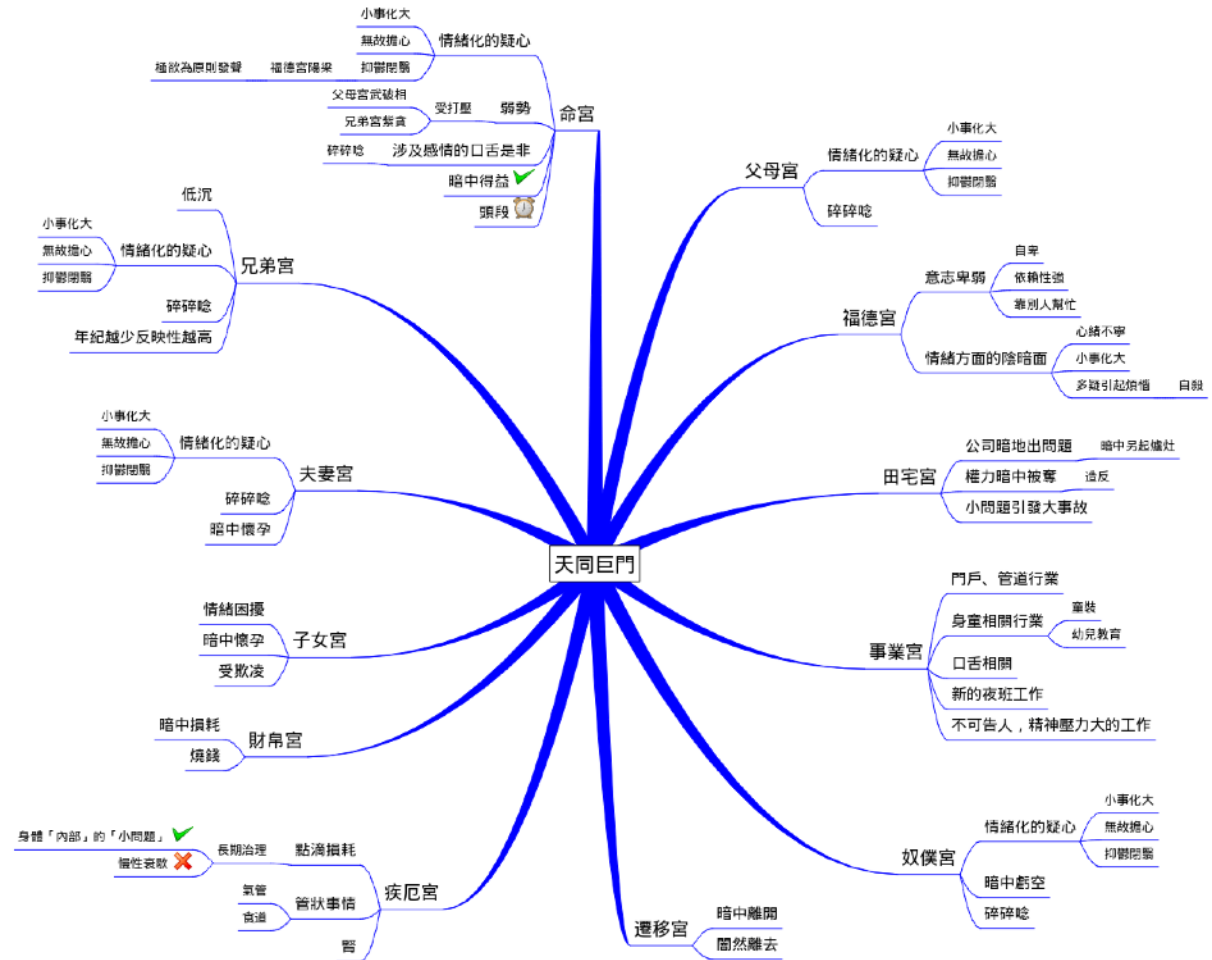 天同巨門
命宮
情緒化的疑心
小事化大
無故擔心
抑鬱閉翳
福德宮陽梁
極欲為原則發聲
弱勢
受打壓
父母宮武破相
兄弟宮紫貪
涉及感情的口舌是非
碎碎唸
暗中得益
頭段
兄弟宮
低沉
情緒化的疑心
小事化大
無故擔心
抑鬱閉翳
碎碎唸
年紀越少反映性越高
夫妻宮
情緒化的疑心
小事化大
無故擔心
抑鬱閉翳
碎碎唸
暗中懷孕
子女宮
情緒困擾
暗中懷孕
受欺凌
財帛宮
暗中損耗
燒錢
疾厄宮
點滴損耗
長期治理
身體「內部」的「小問題」
慢性衰敗
管狀事情
氣管
食道
腎
遷移宮
暗中離開
闇然離去
奴僕宮
情緒化的疑心
小事化大
無故擔心
抑鬱閉翳
暗中虧空
碎碎唸
事業宮
門戶、管道行業
身童相關行業
童裝
幼兒教育
口舌相關
新的夜班工作
不可告人，精神壓力大的工作
田宅宮
公司暗地出問題
暗中另起爐灶
權力暗中被奪
造反
小問題引發大事故
福德宮
意志卑弱
自卑
依賴性強
靠別人幫忙
情緒方面的陰暗面
心緒不寧
小事化大
多疑引起煩惱
自殺
父母宮
情緒化的疑心
小事化大
無故擔心
抑鬱閉翳
碎碎唸